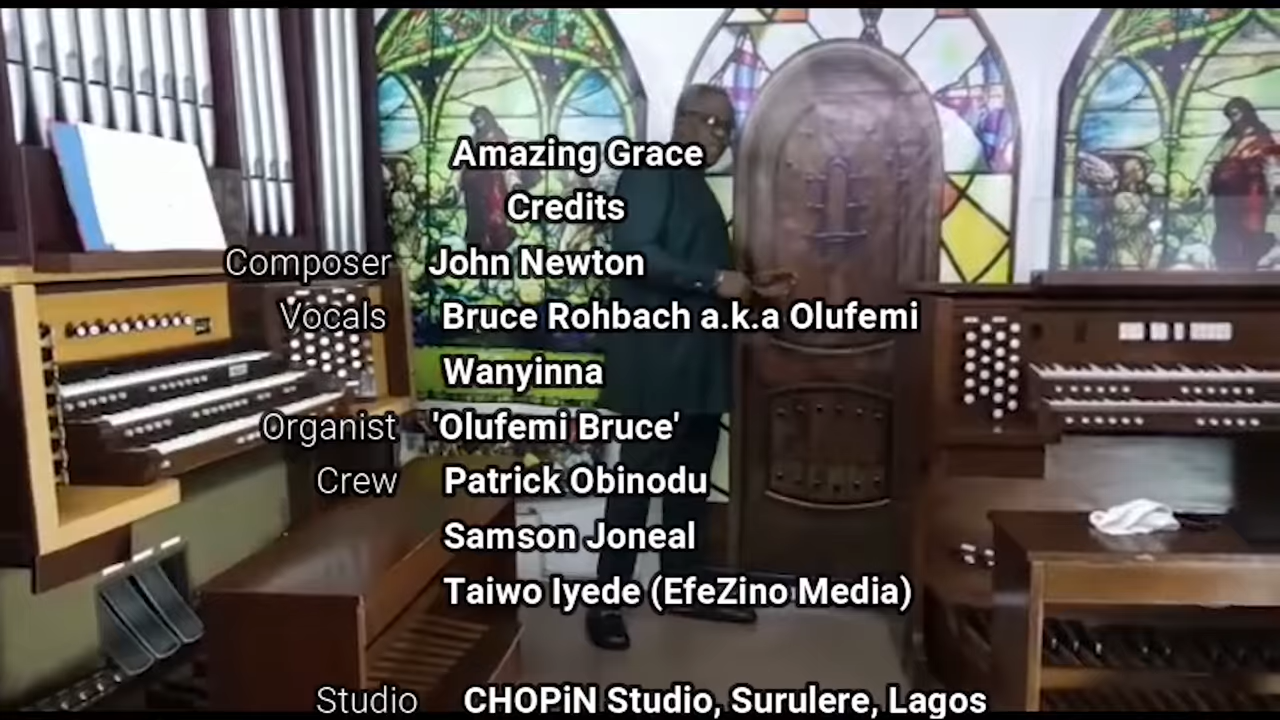 Amazing Grace
Credits
Composer John Newton
Vocals Bruce Rohbach a.k.a Olufemi
Wanyinna
Organist 'Olufemi Bruce'
Crew Patrick Obinodu
Samson Joneal
Taiwo Iyede (EfeZino Media)
Studio CHOPiN Studio, Surulere, Lagos